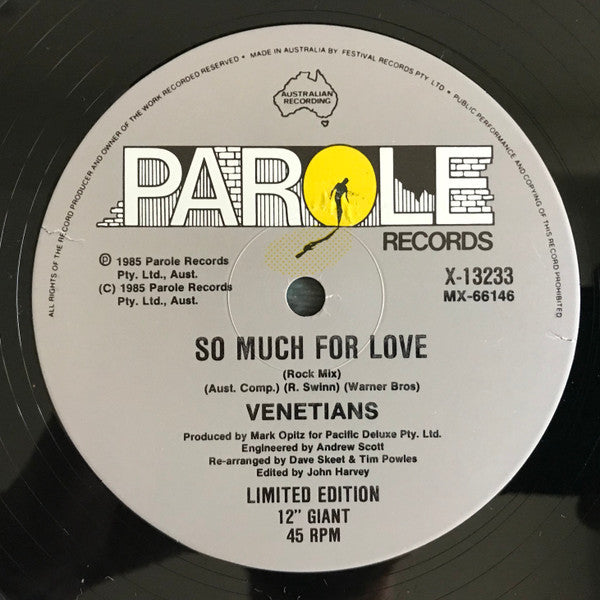 ALL RIGHTS OF THE RECORD PRODUCER AND OWNER OF THE WORK RECORDED RESERVED • MADE IN AUSTRALIA BY FESTIVAL RECORDS PTY. LTD. • PUBLIC PERFORMANCE AND COPYING OF THIS RECORD PROHIBITED
AUSTRALIAN
RECORDING
PAROLE
RECORDS
℗ 1985 Parole Records
Pty. Ltd., Aust.
(C) 1985 Parole Records
Pty. Ltd., Aust.
X-13233
MX-66146
SO MUCH FOR LOVE
(Rock Mix)
(Aust. Comp.) (R. Swinn) (Warner Bros)
VENETIANS
Produced by Mark Opitz for Pacific Deluxe Pty. Ltd.
Engineered by Andrew Scott
Re-arranged by Dave Skeet & Tim Powles
Edited by John Harvey
LIMITED EDITION
12" GIANT
45 RPM